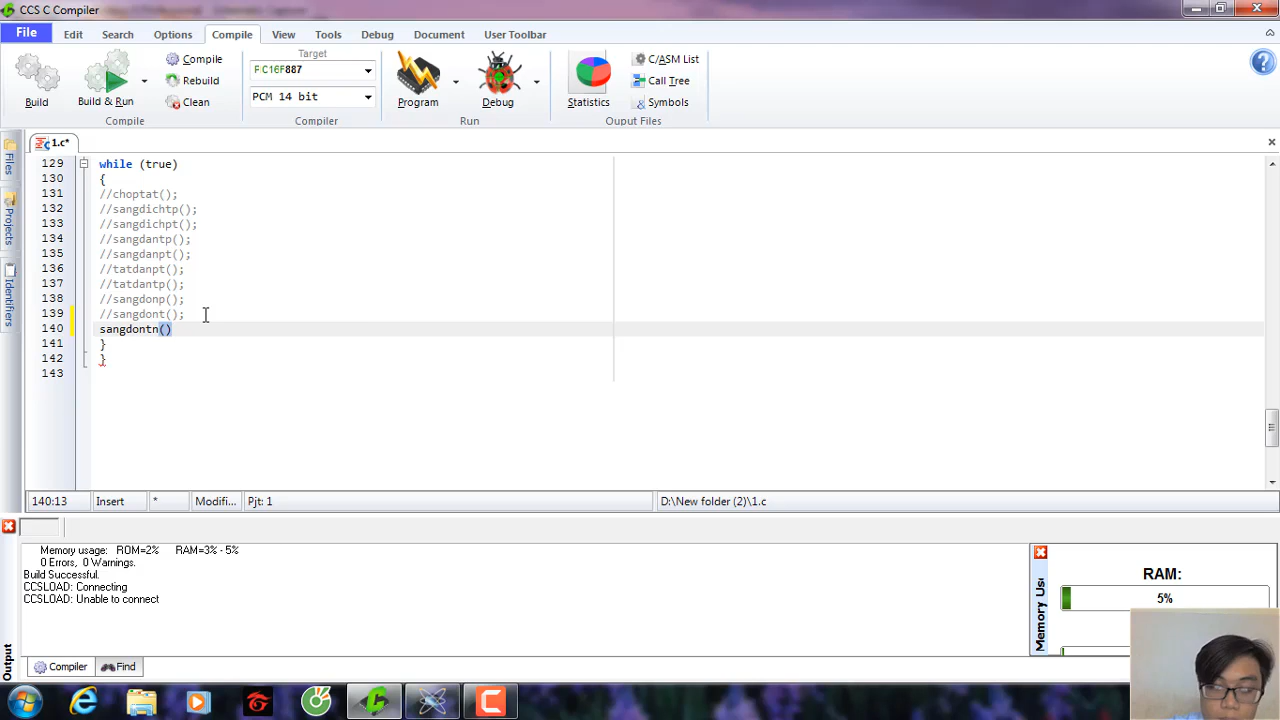 CCS C Compiler
File Edit Search Options Compile View Tools Debug Document User Toolbar
Build
Build & Run
Compile
Rebuild
Clean
Compile
Target
PIC16F887
PCM 14 bit
Compiler
Program
Debug
Run
Statistics
C/ASM List
Call Tree
Symbols
Ouput Files
Files
Projects
Identifiers
1.c*
129 while (true)
130 {
131 //choptat();
132 //sangdichtp();
133 //sangdichpt();
134 //sangdantp();
135 //sangdanpt();
136 //tatdanpt();
137 //tatdantp();
138 //sangdonp();
139 //sangdont();
140 sangdontn()
141 }
142 }
143
140:13 Insert * Modifi... Pjt: 1 D:\New folder (2)\1.c
Memory usage: ROM=2% RAM=3% - 5%
0 Errors, 0 Warnings.
Build Successful.
CCSLOAD: Connecting
CCSLOAD: Unable to connect
Output
Compiler Find
RAM:
5%